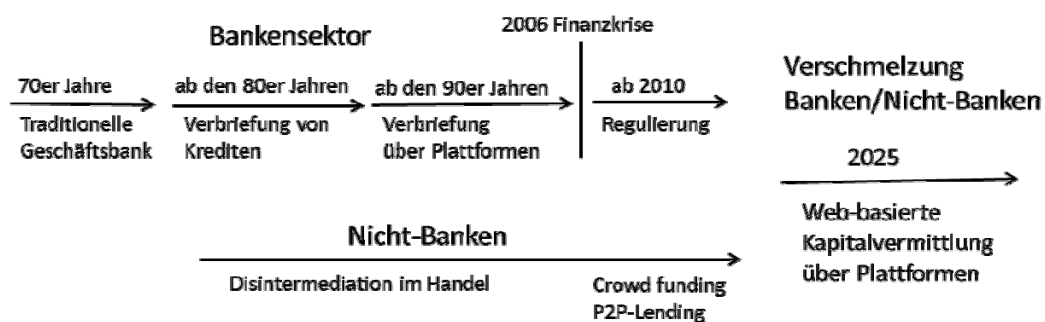 2006 Finanzkrise
Bankensektor
70er Jahre
ab den 80er Jahren
ab den 90er Jahren
ab 2010
Traditionelle
Geschäftsbank
Verbriefung von
Krediten
Verbriefung
über Plattformen
Regulierung
Verschmelzung
Banken/Nicht-Banken
2025
Web-basierte
Kapitalvermittlung
über Plattformen
Nicht-Banken
Disintermediation im Handel
Crowd funding
P2P-Lending